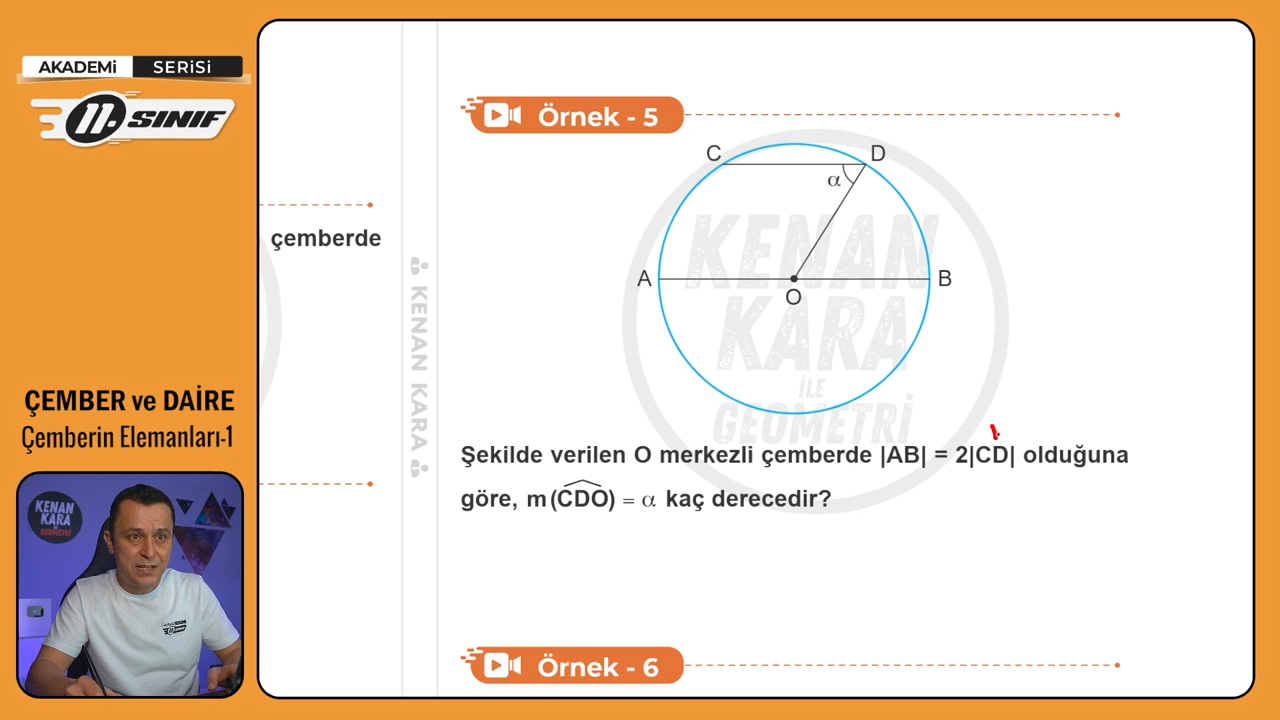 AKADEMİ SERİSİ
11. SINIF
ÇEMBER ve DAİRE
Çemberin Elemanları-1
KENAN KARA ile GEOMETRİ
çemberde
KENAN KARA
Örnek - 5
C D
α
A B
O
KENAN
KARA
İLE
GEOMETRİ
Şekilde verilen O merkezli çemberde |AB| = 2|CD| olduğuna
göre, m(CDO) = α kaç derecedir?
Örnek - 6